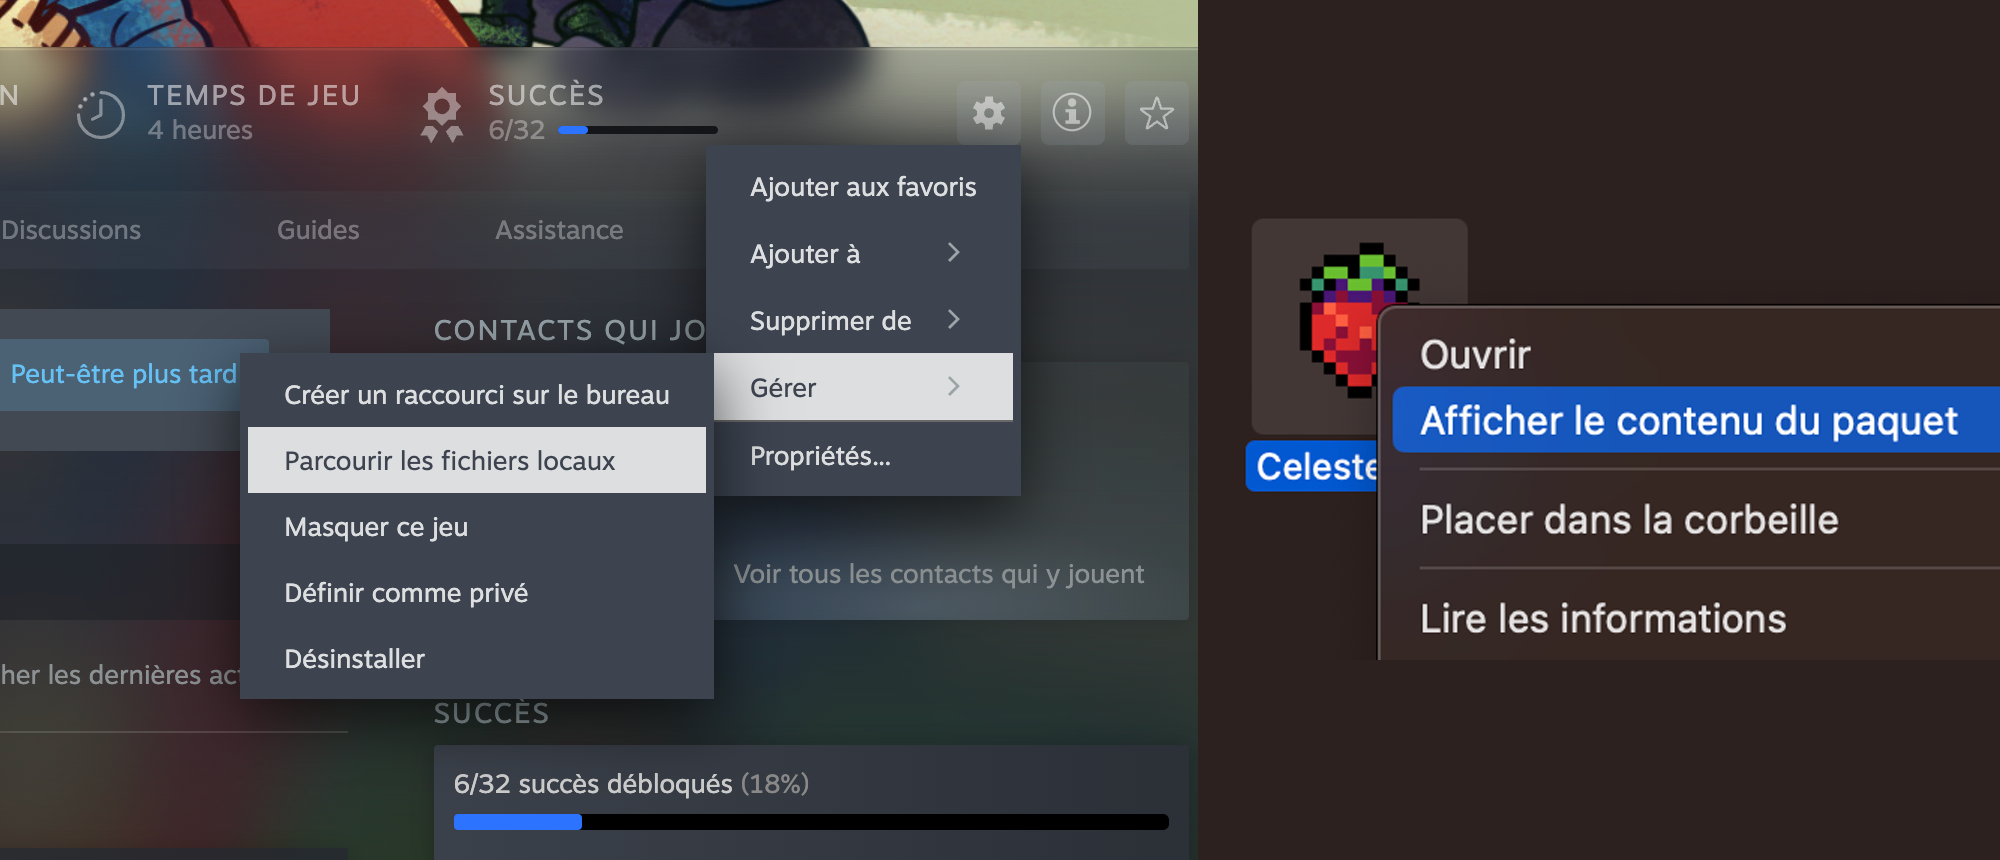 N
TEMPS DE JEU
4 heures
SUCCÈS
6/32
Discussions
Guides
Assistance
Ajouter aux favoris
Ajouter à
Supprimer de
Gérer
Propriétés...
CONTACTS QUI JO
Peut-être plus tard
Créer un raccourci sur le bureau
Parcourir les fichiers locaux
Masquer ce jeu
Définir comme privé
Désinstaller
Voir tous les contacts qui y jouent
her les dernières act
SUCCÈS
6/32 succès débloqués (18%)
Celeste
Ouvrir
Afficher le contenu du paquet
Placer dans la corbeille
Lire les informations